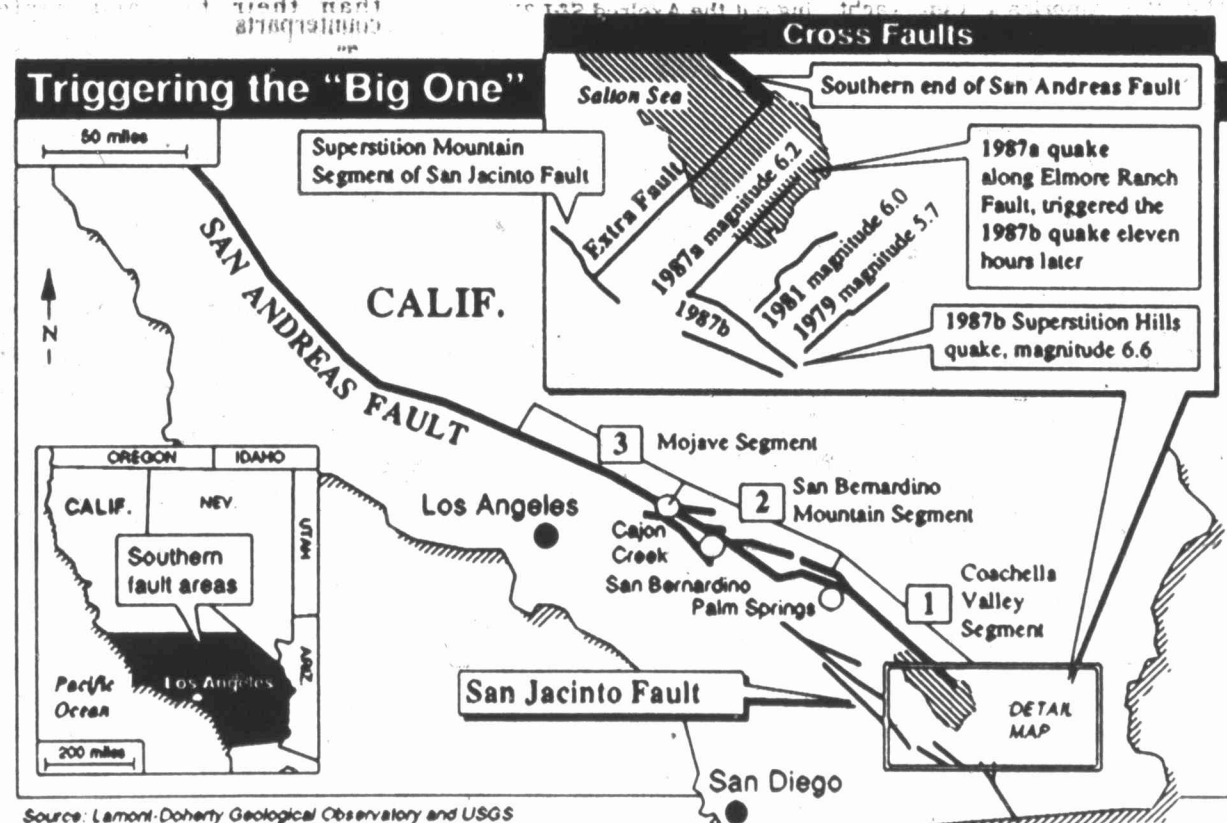 than their
counterparts
Triggering the "Big One"
50 miles
Superstition Mountain
Segment of San Jacinto Fault
Cross Faults
Salton Sea
Southern end of San Andreas Fault
Extra Fault
1987a magnitude 6.2
1981 magnitude 6.0
1979 magnitude 5.7
1987b
1987a quake
along Elmore Ranch
Fault, triggered the
1987b quake eleven
hours later
1987b Superstition Hills
quake, magnitude 6.6
N
SAN ANDREAS FAULT
CALIF.
3 Mojave Segment
2 San Bernardino
Mountain Segment
1 Coachella
Valley
Segment
Los Angeles
Cajon
Creek
San Bernardino
Palm Springs
San Jacinto Fault
DETAIL
MAP
San Diego
OREGON
IDAHO
CALIF.
NEV.
UTAH
Southern
fault areas
ARIZ.
Los Angeles
Pacific
Ocean
200 miles
Source: Lamont-Doherty Geological Observatory and USGS